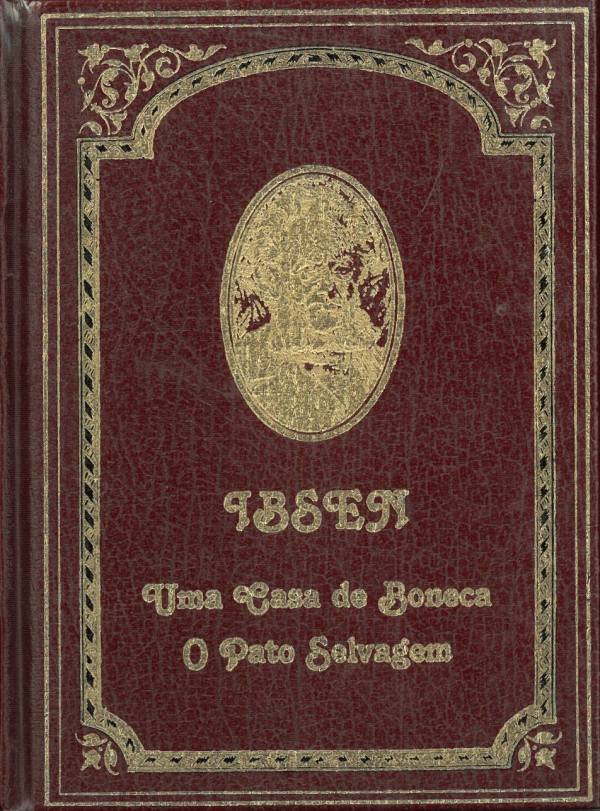 IBSEN
Uma Casa de Boneca
O Pato Selvagem